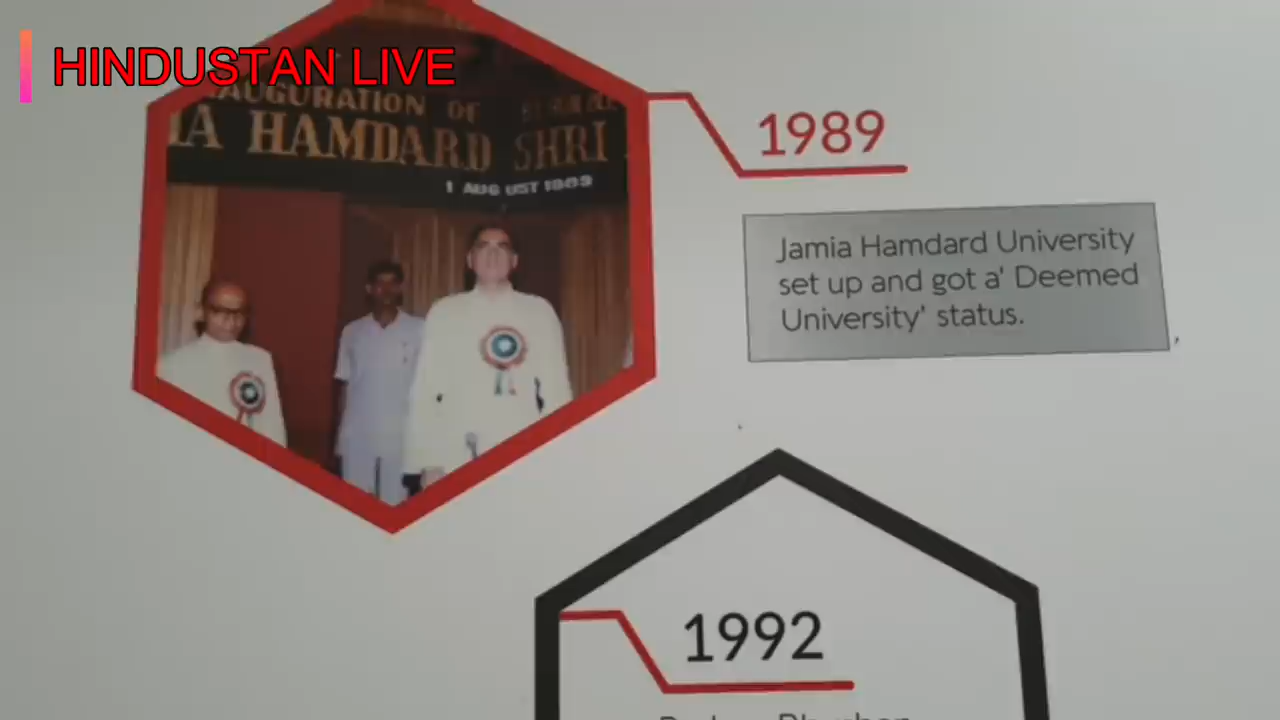 HINDUSTAN LIVE
AUGURATION OF
IA HAMDARD SHRI
1 AUGUST 1989
1989
Jamia Hamdard University
set up and got a' Deemed
University' status.
1992